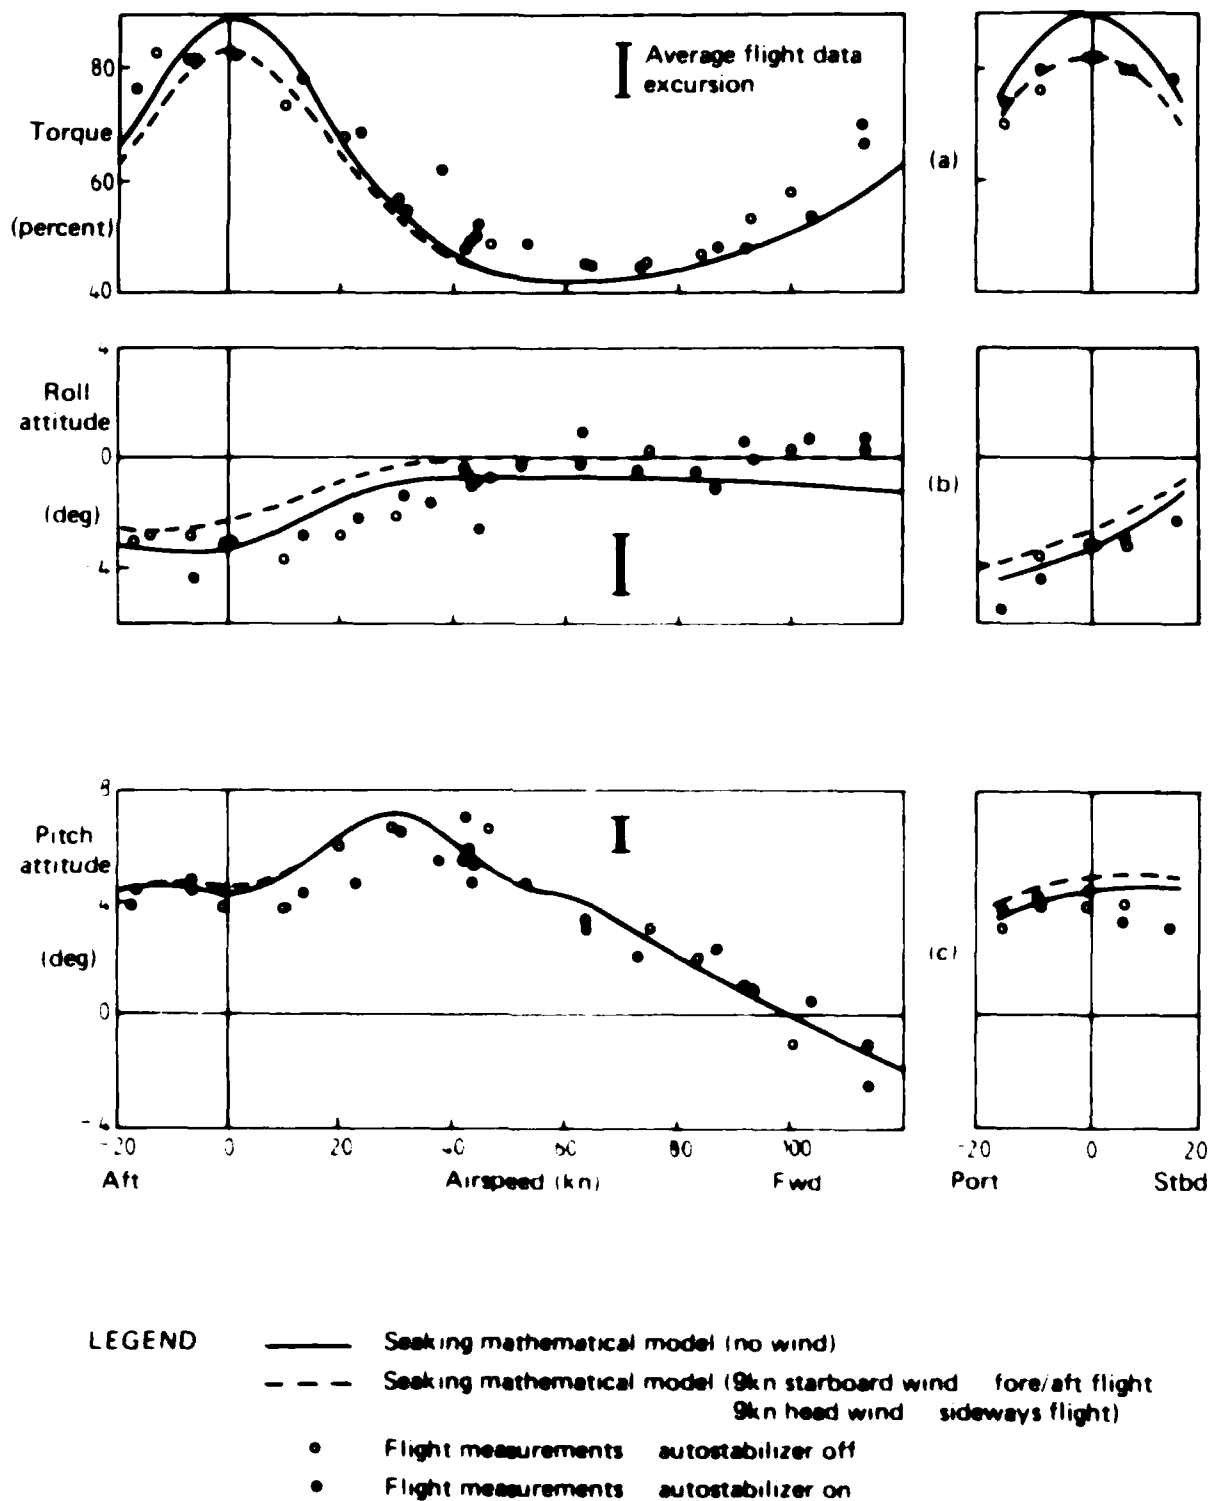 Average flight data
excursion
80
Torque
60
(percent)
40
(a)
4
Roll
attitude
0
(deg)
-4
(b)
8
Pitch
attitude
4
(deg)
0
-4
(c)
-20 0 20 40 60 80 100
Aft Airspeed (kn) Fwd
-20 0 20
Port Stbd
LEGEND
Seaking mathematical model (no wind)
Seaking mathematical model (9kn starboard wind fore/aft flight
9kn head wind sideways flight)
Flight measurements autostabilizer off
Flight measurements autostabilizer on